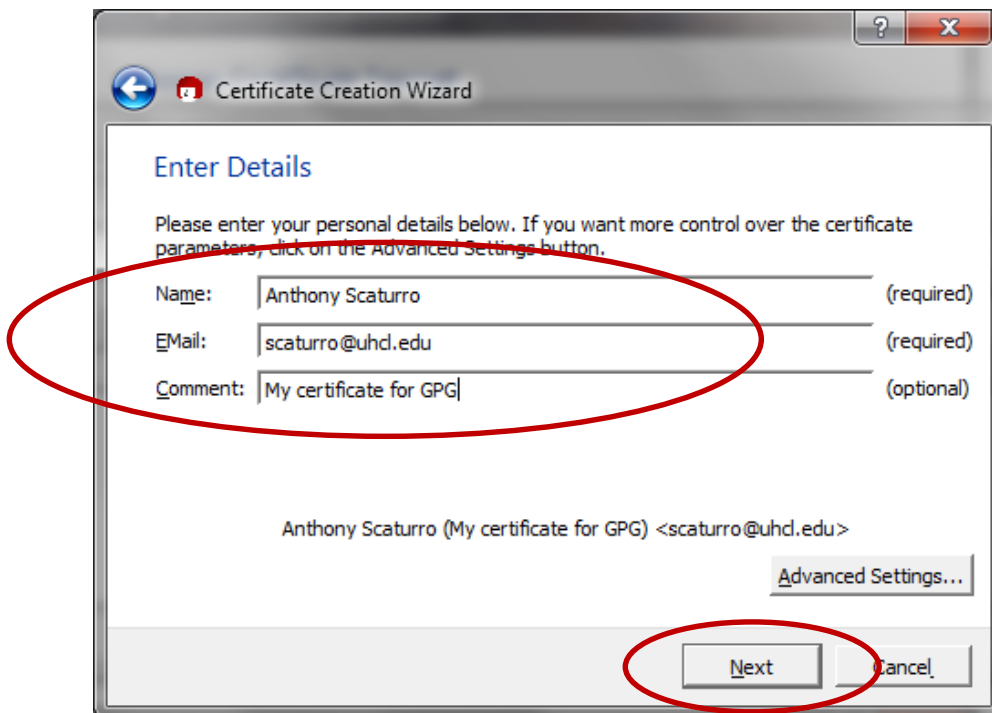 ?
X
Certificate Creation Wizard
Enter Details
Please enter your personal details below. If you want more control over the certificate
parameters, click on the Advanced Settings button.
Name: Anthony Scaturro (required)
EMail: scaturro@uhcl.edu (required)
Comment: My certificate for GPG (optional)
Anthony Scaturro (My certificate for GPG) <scaturro@uhcl.edu>
Advanced Settings...
Next Cancel